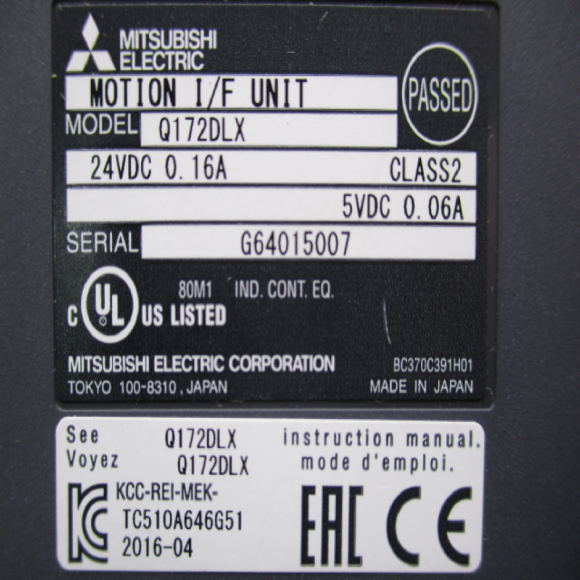 MITSUBISHI
ELECTRIC
MOTION I/F UNIT
PASSED
MODEL Q172DLX
24VDC 0.16A CLASS2
5VDC 0.06A
SERIAL G64015007
80M1 IND. CONT. EQ.
C UL US LISTED
MITSUBISHI ELECTRIC CORPORATION BC370C391H01
TOKYO 100-8310, JAPAN MADE IN JAPAN
See Q172DLX instruction manual.
Voyez Q172DLX mode d'emploi.
KCC-REI-MEK-
TC510A646G51
2016-04
EAC CE